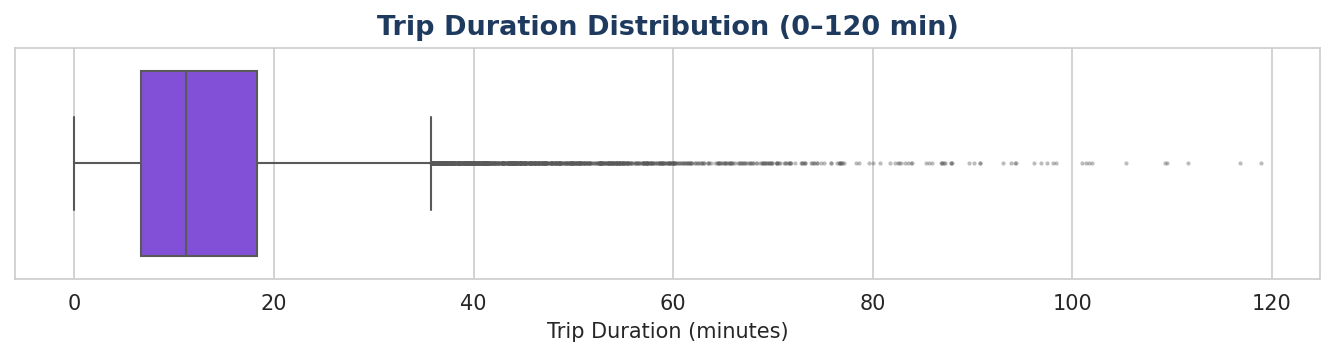 Trip Duration Distribution (0–120 min)
0 20 40 60 80 100 120
Trip Duration (minutes)